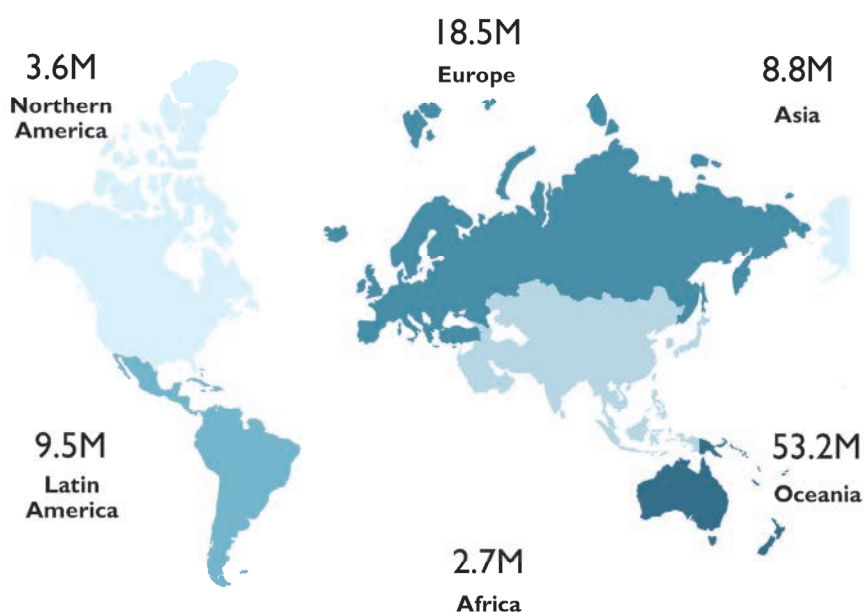 18.5M
Europe
3.6M
Northern
America
8.8M
Asia
9.5M
Latin
America
53.2M
Oceania
2.7M
Africa